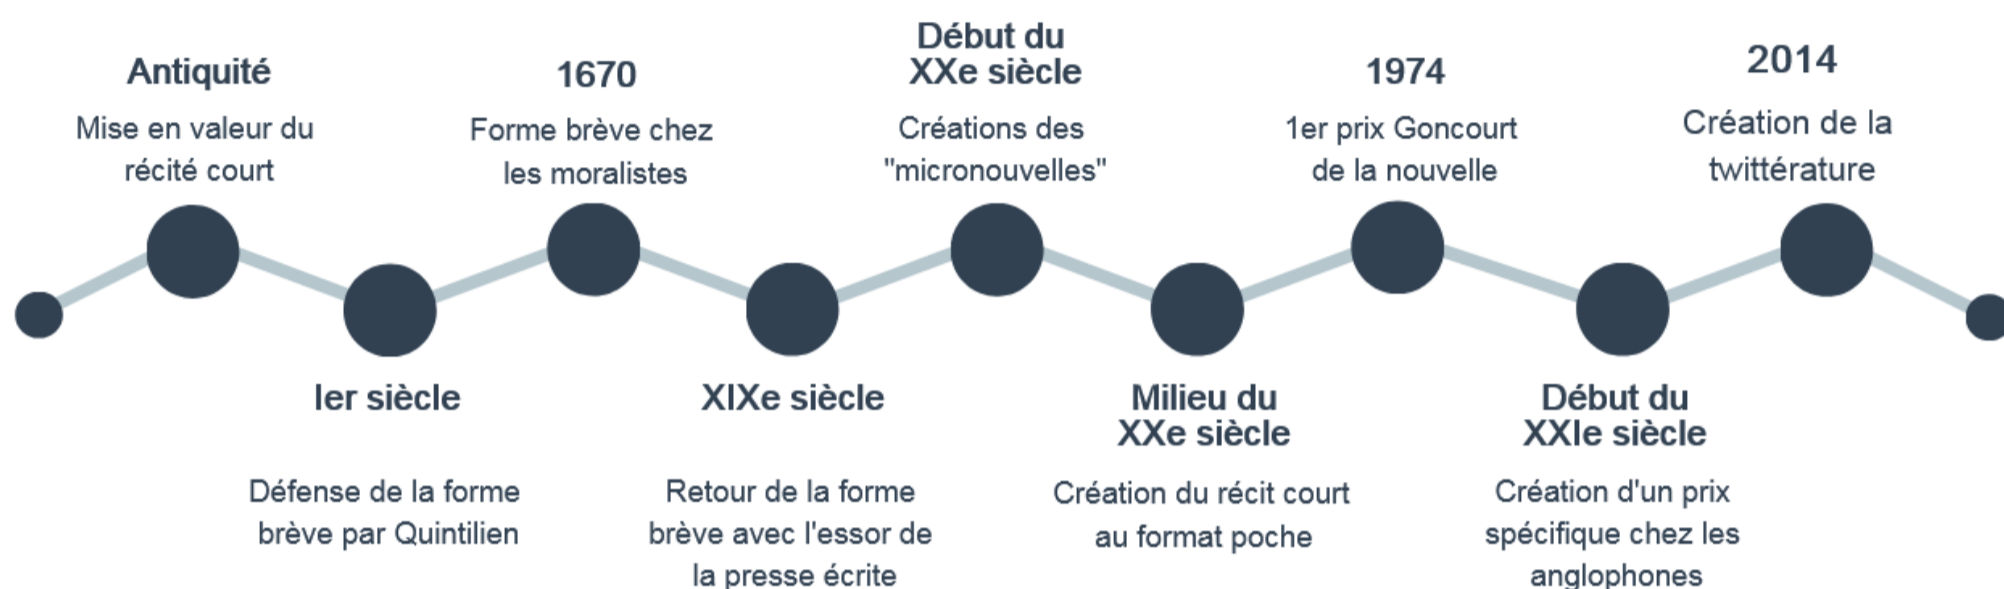 Antiquité
Mise en valeur du
récité court
Ier siècle
Défense de la forme
brève par Quintilien
1670
Forme brève chez
les moralistes
XIXe siècle
Retour de la forme
brève avec l'essor de
la presse écrite
Début du
XXe siècle
Créations des
"micronouvelles"
Milieu du
XXe siècle
Création du récit court
au format poche
1974
1er prix Goncourt
de la nouvelle
Début du
XXIe siècle
Création d'un prix
spécifique chez les
anglophones
2014
Création de la
twittérature